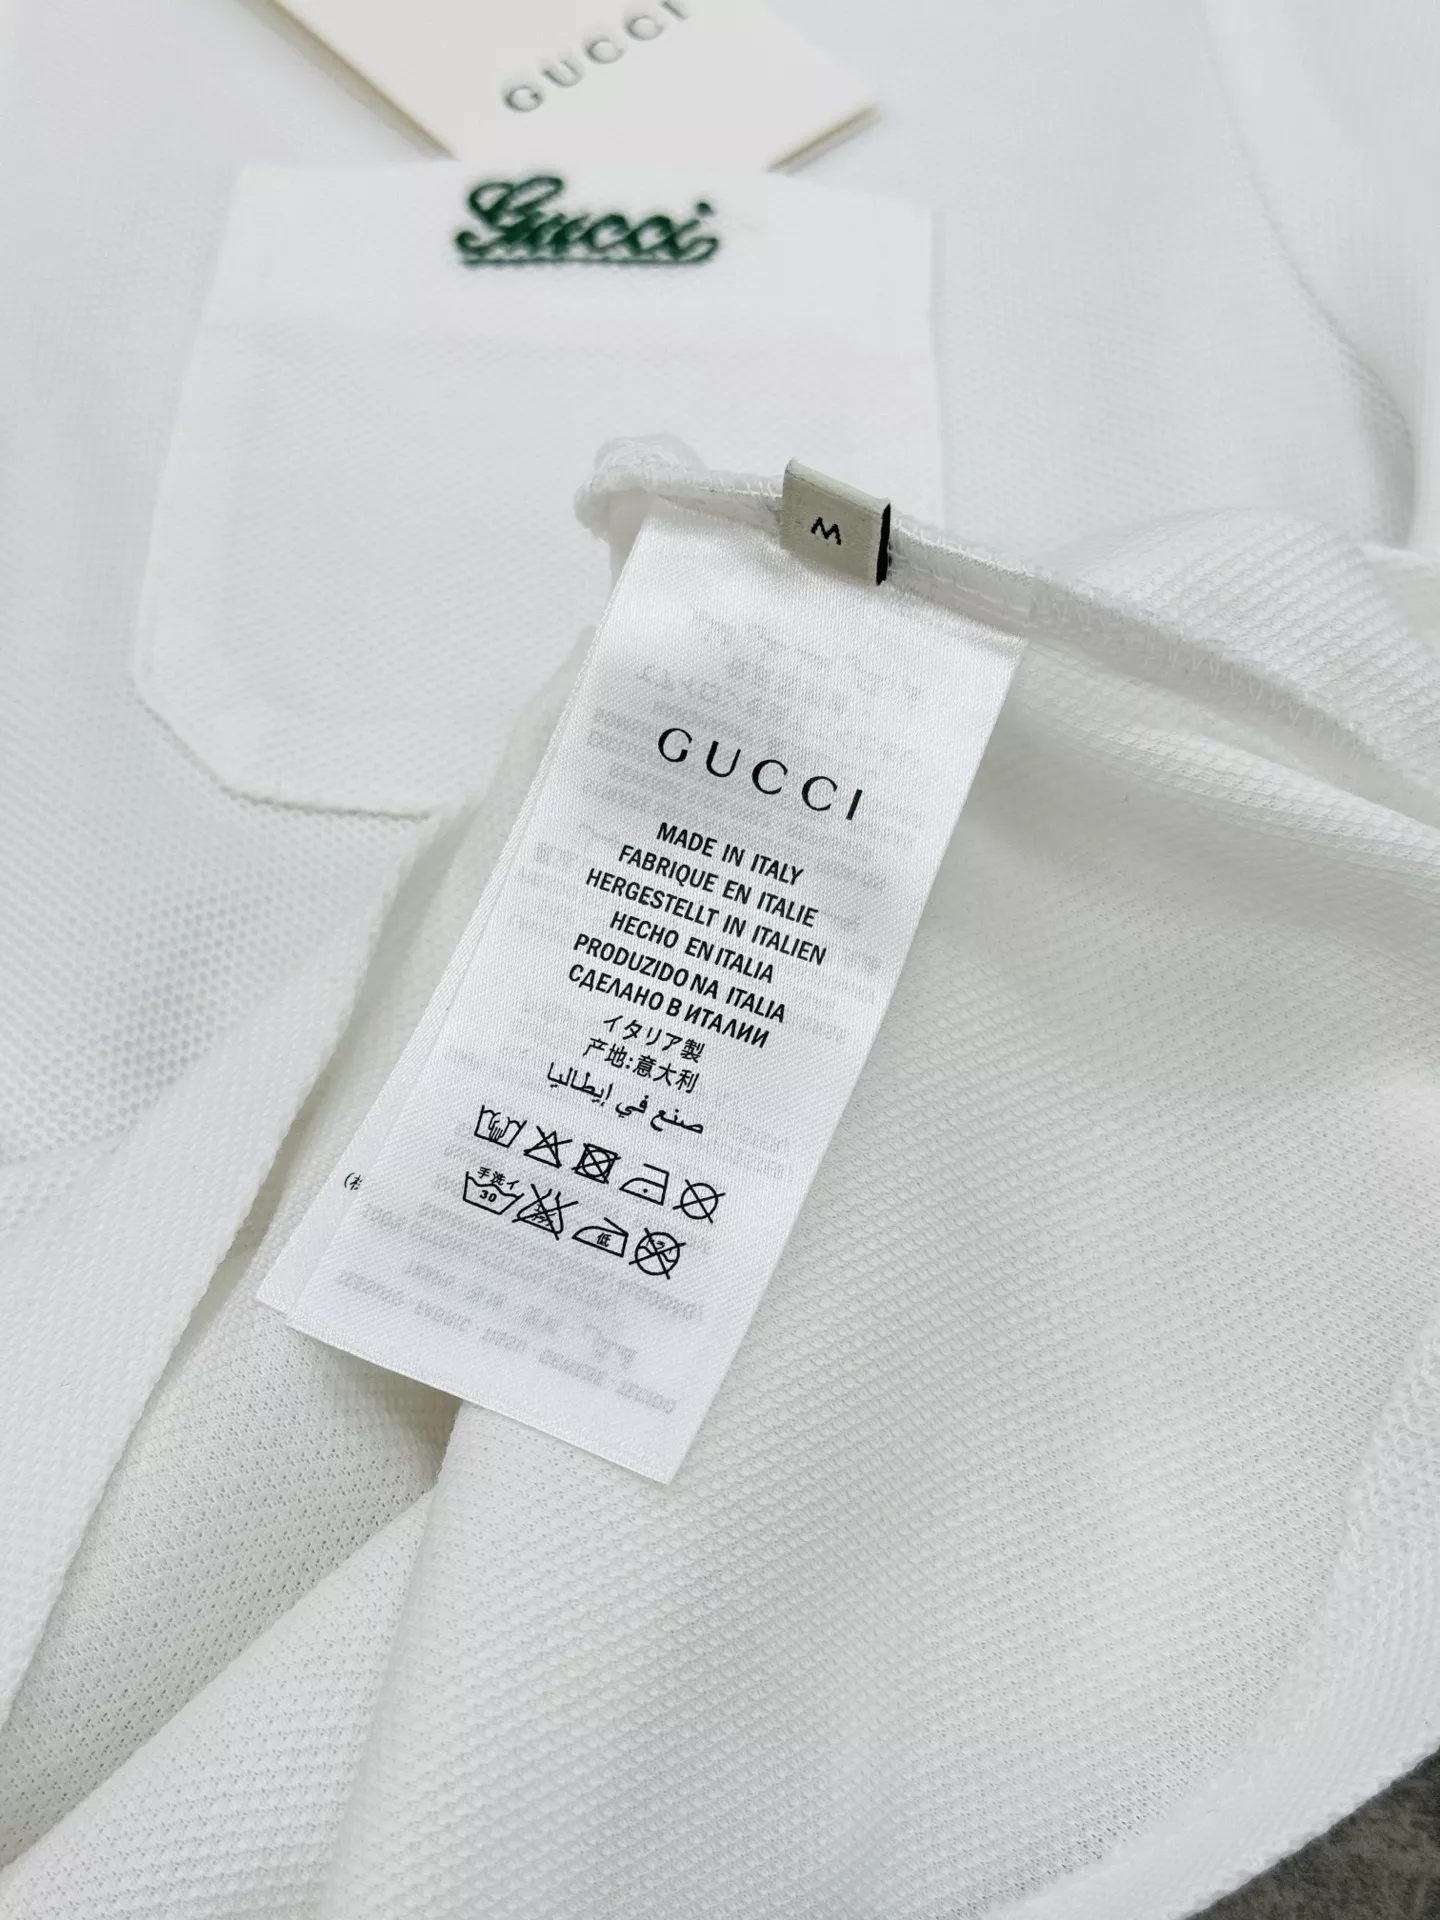 GUCCI
Gucci
M
GUCCI
MADE IN ITALY
FABRIQUE EN ITALIE
HERGESTELLT IN ITALIEN
HECHO EN ITALIA
PRODUZIDO NA ITALIA
СДЕЛАНО В ИТАЛИИ
イタリア製
产地:意大利
صنع في إيطاليا
手洗イ
30
低